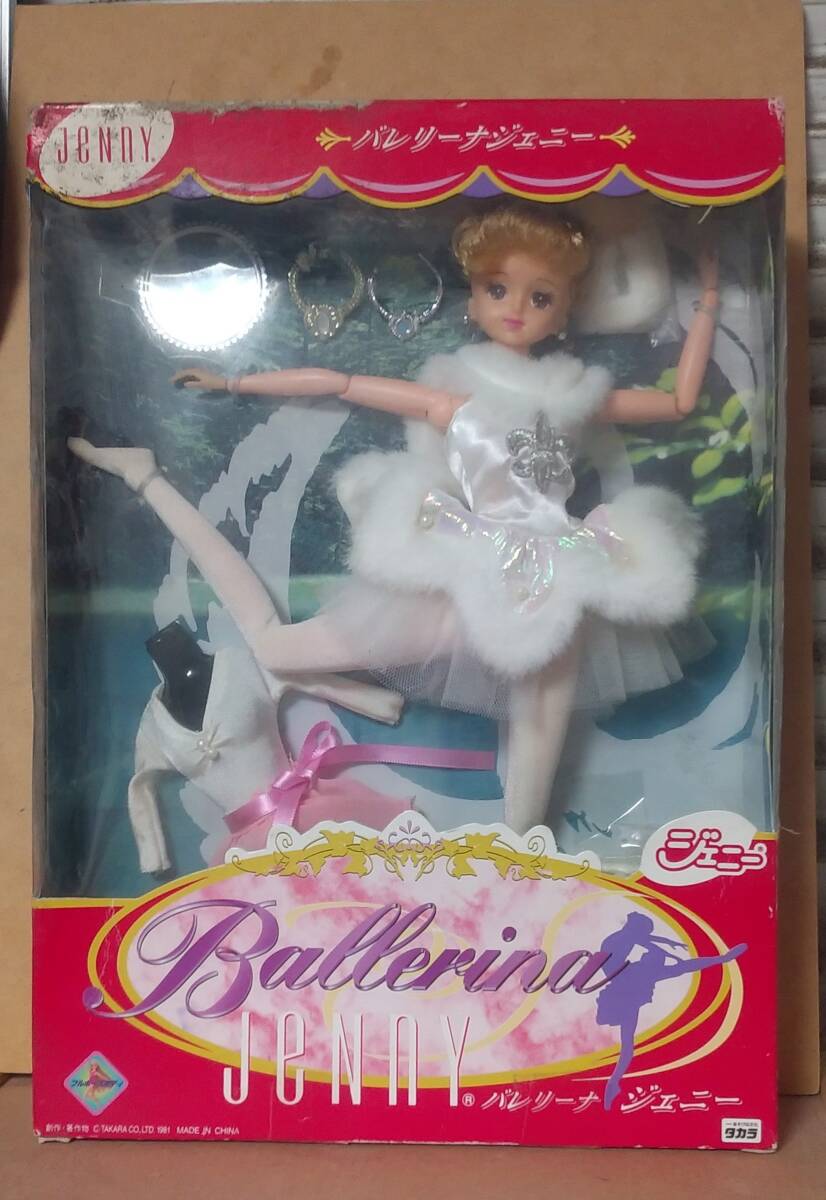 JeNNY®
バレリーナジェニー
ジェニー
Ballerina
JeNNY®
バレリーナ ジェニー
創作・著作物 ©TAKARA CO.,LTD 1981 MADE IN CHINA
タカラ